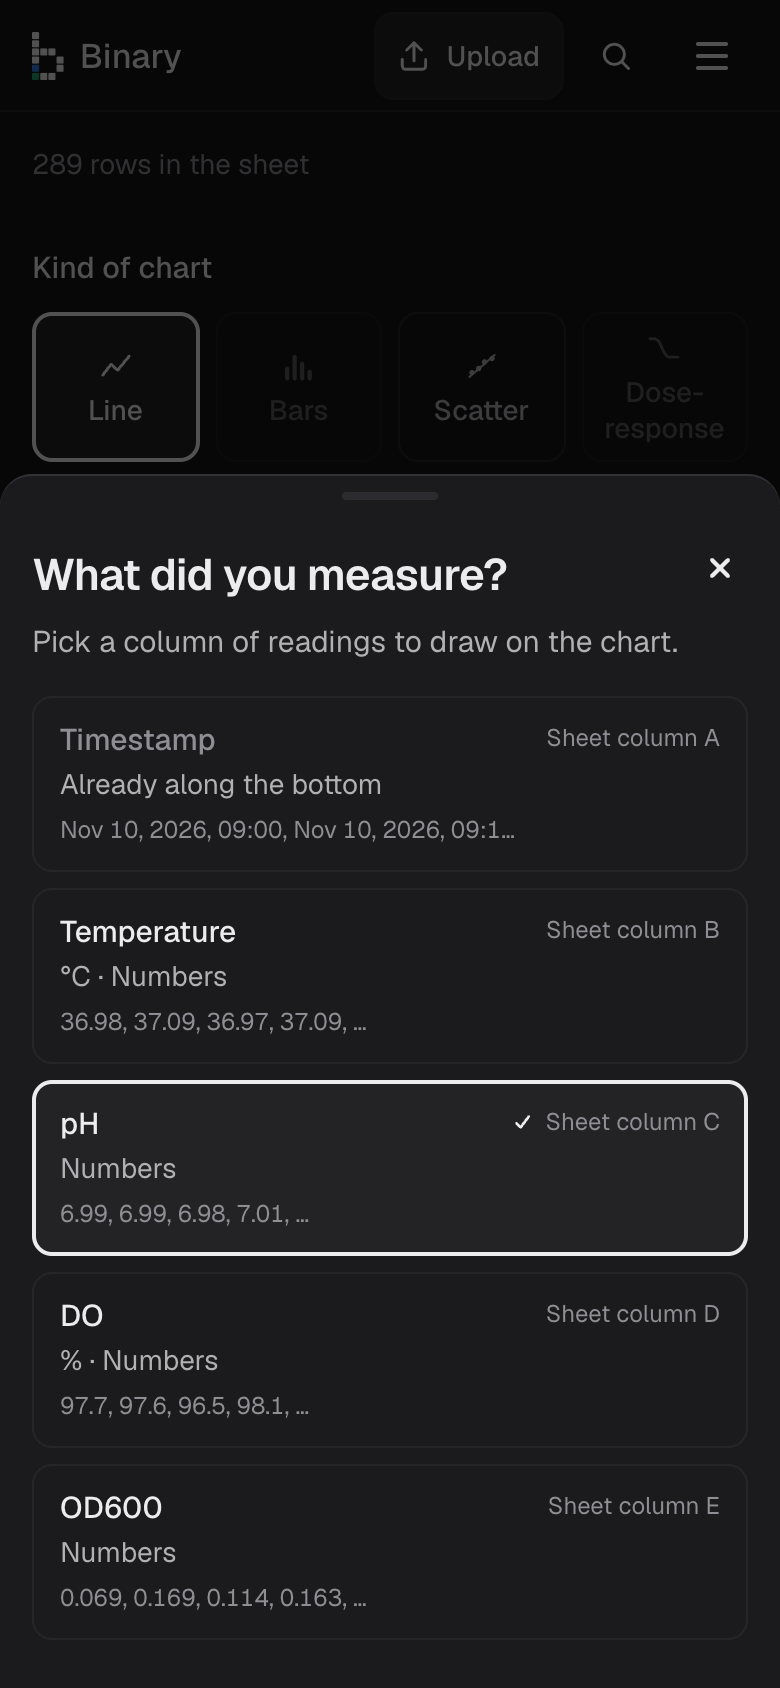 Binary
Upload
289 rows in the sheet
Kind of chart
Line
Bars
Scatter
Dose-
response
What did you measure?
Pick a column of readings to draw on the chart.
Timestamp
Sheet column A
Already along the bottom
Nov 10, 2026, 09:00, Nov 10, 2026, 09:1...
Temperature
Sheet column B
°C · Numbers
36.98, 37.09, 36.97, 37.09, ...
pH
✓ Sheet column C
Numbers
6.99, 6.99, 6.98, 7.01, ...
DO
Sheet column D
% · Numbers
97.7, 97.6, 96.5, 98.1, ...
OD600
Sheet column E
Numbers
0.069, 0.169, 0.114, 0.163, ...